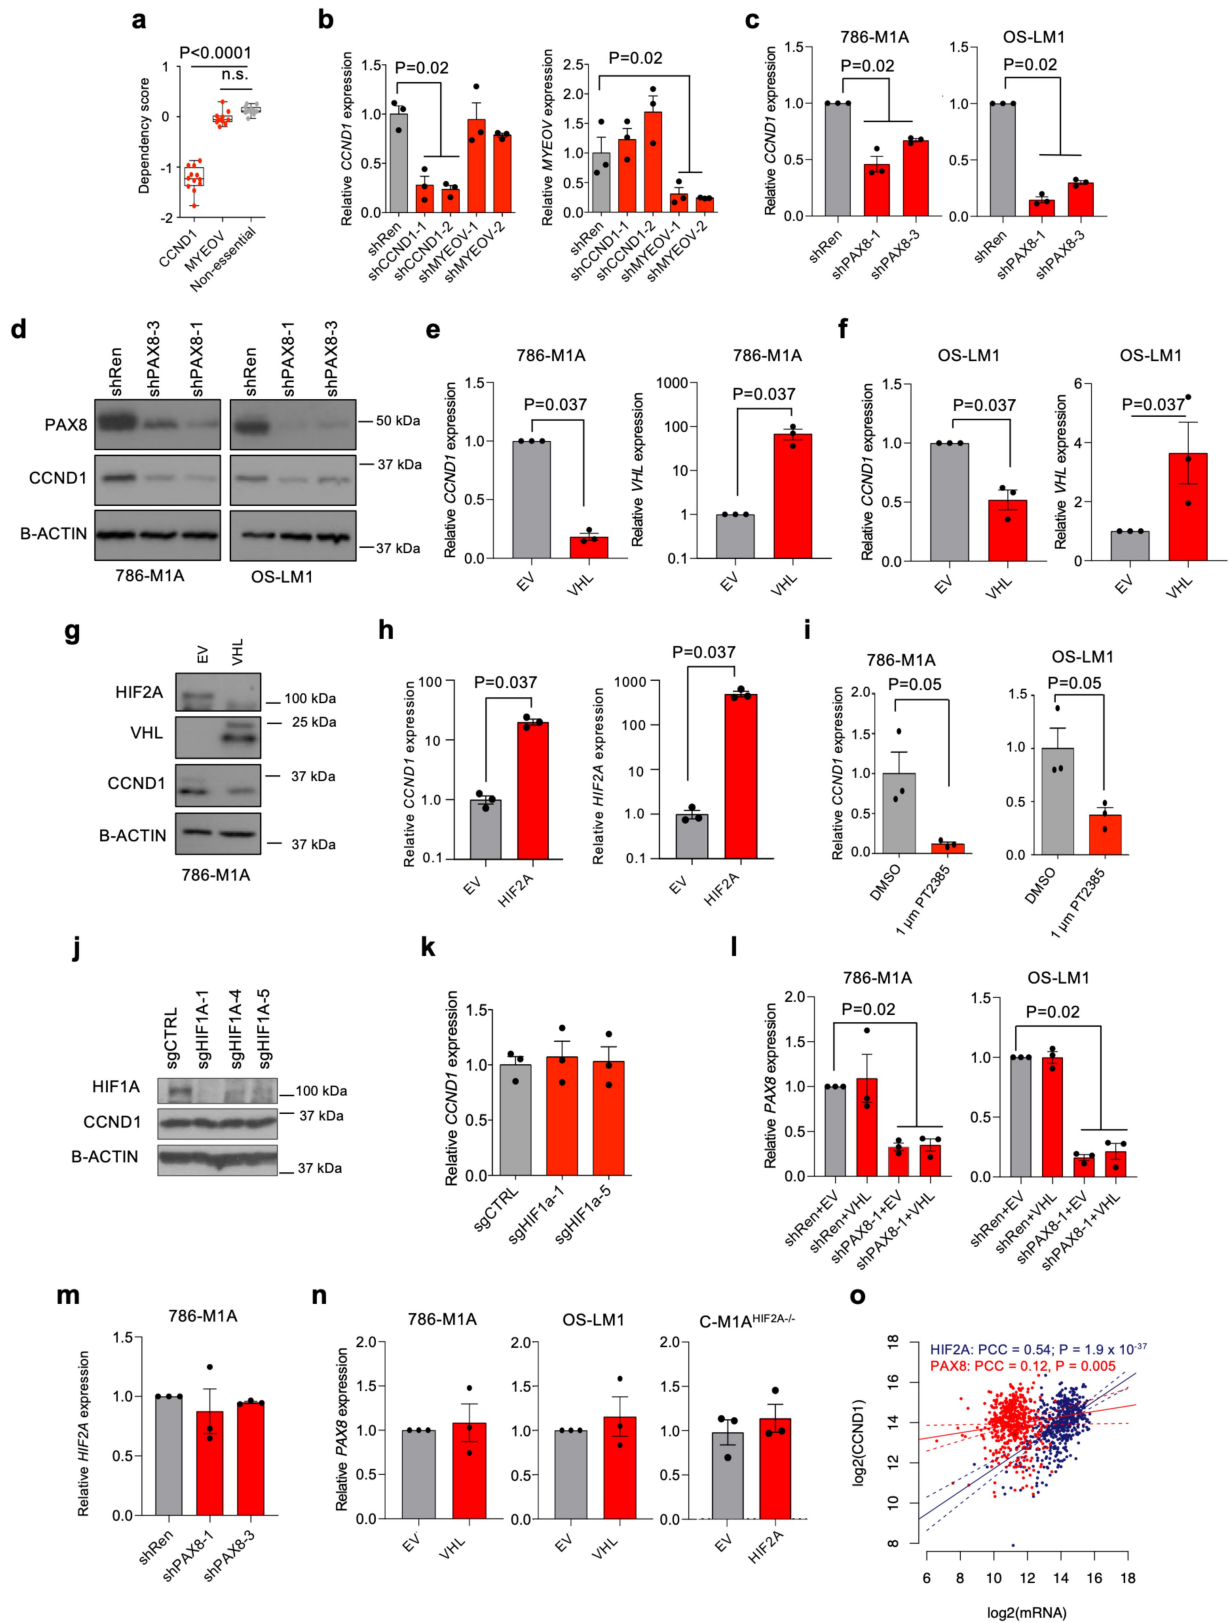 a
P<0.0001
n.s.
Dependency score
1
0
-1
-2
CCND1
MYEOV
Non-essential
b
Relative CCND1 expression
P=0.02
1.5
1.0
0.5
0.0
shRen
shCCND1-1
shCCND1-2
shMYEOV-1
shMYEOV-2
Relative MYEOV expression
P=0.02
2.5
2.0
1.5
1.0
0.5
0.0
shRen
shCCND1-1
shCCND1-2
shMYEOV-1
shMYEOV-2
c
786-M1A
Relative CCND1 expression
P=0.02
1.5
1.0
0.5
0.0
shRen
shPAX8-1
shPAX8-3
OS-LM1
P=0.02
1.5
1.0
0.5
0.0
shRen
shPAX8-1
shPAX8-3
d
shRen
shPAX8-3
shPAX8-1
shRen
shPAX8-1
shPAX8-3
PAX8
50 kDa
CCND1
37 kDa
B-ACTIN
37 kDa
786-M1A
OS-LM1
e
786-M1A
Relative CCND1 expression
P=0.037
1.5
1.0
0.5
0.0
EV
VHL
786-M1A
Relative VHL expression
P=0.037
1000
100
10
1
0.1
EV
VHL
f
OS-LM1
Relative CCND1 expression
P=0.037
1.5
1.0
0.5
0.0
EV
VHL
OS-LM1
Relative VHL expression
P=0.037
6
4
2
0
EV
VHL
g
EV
VHL
HIF2A
100 kDa
VHL
25 kDa
CCND1
37 kDa
B-ACTIN
37 kDa
786-M1A
h
Relative CCND1 expression
P=0.037
100
10
1.0
0.1
EV
HIF2A
Relative HIF2A expression
P=0.037
1000
100
10
1.0
0.1
EV
HIF2A
i
786-M1A
Relative CCND1 expression
P=0.05
2.0
1.5
1.0
0.5
0.0
DMSO
1 µm PT2385
OS-LM1
P=0.05
1.5
1.0
0.5
0.0
DMSO
1 µm PT2385
j
sgCTRL
sgHIF1A-1
sgHIF1A-4
sgHIF1A-5
HIF1A
100 kDa
CCND1
37 kDa
B-ACTIN
37 kDa
k
Relative CCND1 expression
1.5
1.0
0.5
0.0
sgCTRL
sgHIF1a-1
sgHIF1a-5
l
786-M1A
Relative PAX8 expression
P=0.02
2.0
1.5
1.0
0.5
0.0
shRen+EV
shRen+VHL
shPAX8-1+EV
shPAX8-1+VHL
OS-LM1
P=0.02
1.5
1.0
0.5
0.0
shRen+EV
shRen+VHL
shPAX8-1+EV
shPAX8-1+VHL
m
786-M1A
Relative HIF2A expression
1.5
1.0
0.5
0.0
shRen
shPAX8-1
shPAX8-3
n
786-M1A
Relative PAX8 expression
2.0
1.5
1.0
0.5
0.0
EV
VHL
OS-LM1
2.0
1.5
1.0
0.5
0.0
EV
VHL
C-M1A HIF2A-/-
2.0
1.5
1.0
0.5
0.0
EV
HIF2A
o
HIF2A: PCC = 0.54; P = 1.9 x 10-37
PAX8: PCC = 0.12, P = 0.005
log2(CCND1)
18
16
14
12
10
8
6 8 10 12 14 16 18
log2(mRNA)